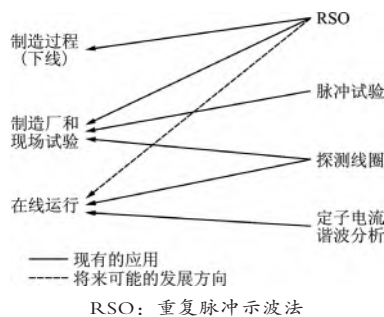 RSO
制造过程
(下线)
脉冲试验
制造厂和
现场试验
探测线圈
在线运行
定子电流
谐波分析
现有的应用
将来可能的发展方向
RSO：重复脉冲示波法